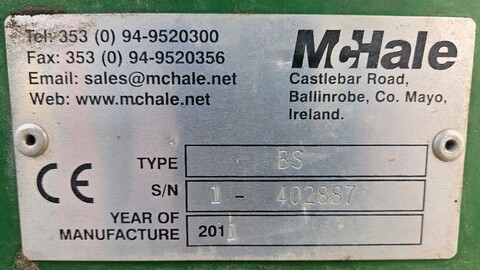 Tel: 353 (0) 94-9520300
Fax: 353 (0) 94-9520356
Email: sales@mchale.net
Web: www.mchale.net
McHale
Castlebar Road,
Ballinrobe, Co. Mayo,
Ireland.
CE
TYPE - BS -
S/N 1 - 402887
YEAR OF
MANUFACTURE 2011